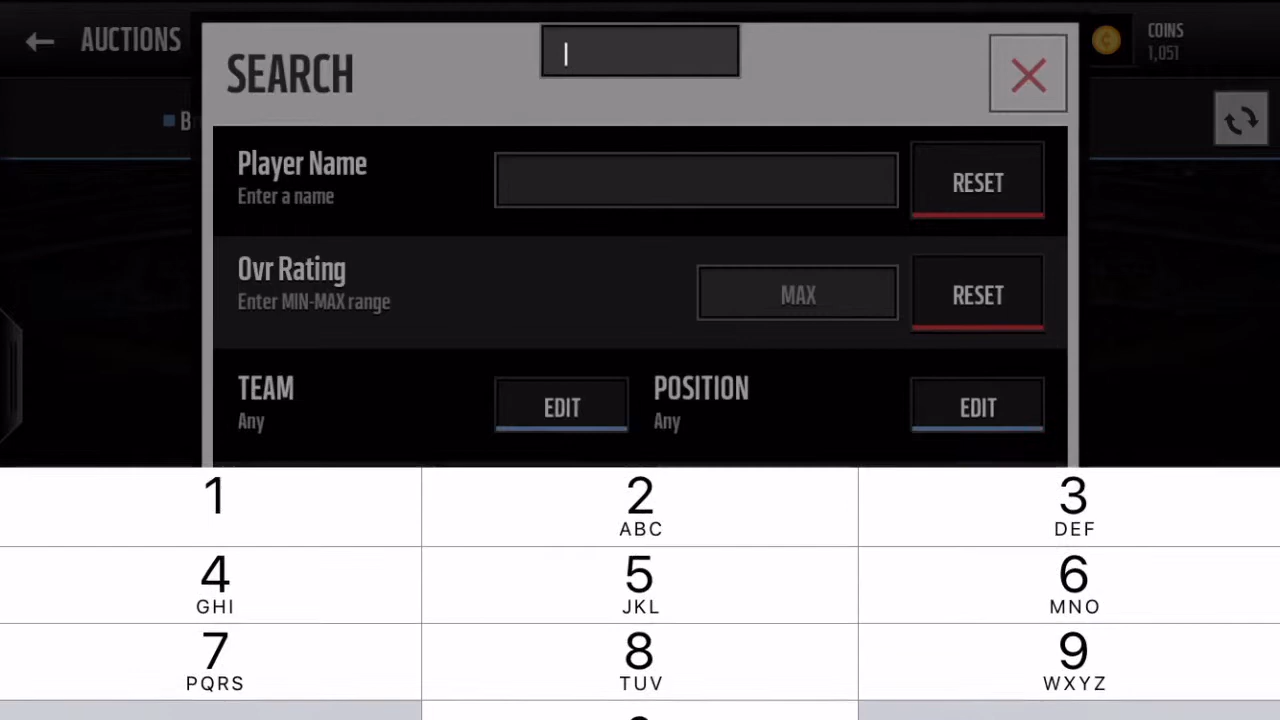 AUCTIONS
COINS
1,051
SEARCH
B
Player Name
Enter a name
RESET
Ovr Rating
Enter MIN-MAX range
MAX
RESET
TEAM
Any
EDIT
POSITION
Any
EDIT
1
2
ABC
3
DEF
4
GHI
5
JKL
6
MNO
7
PQRS
8
TUV
9
WXYZ